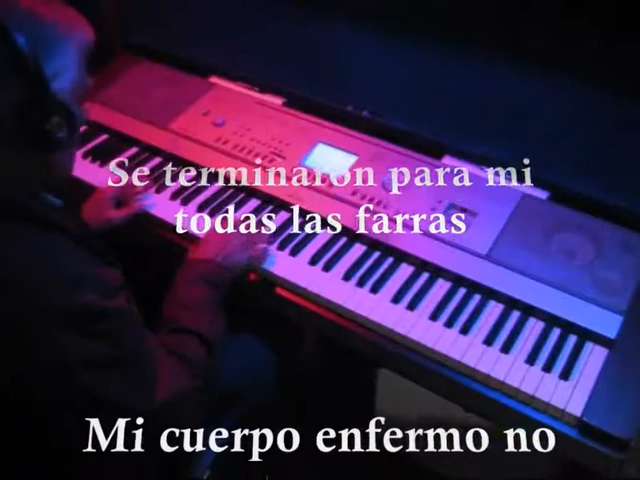 Se terminaron para mi
todas las farras
Mi cuerpo enfermo no